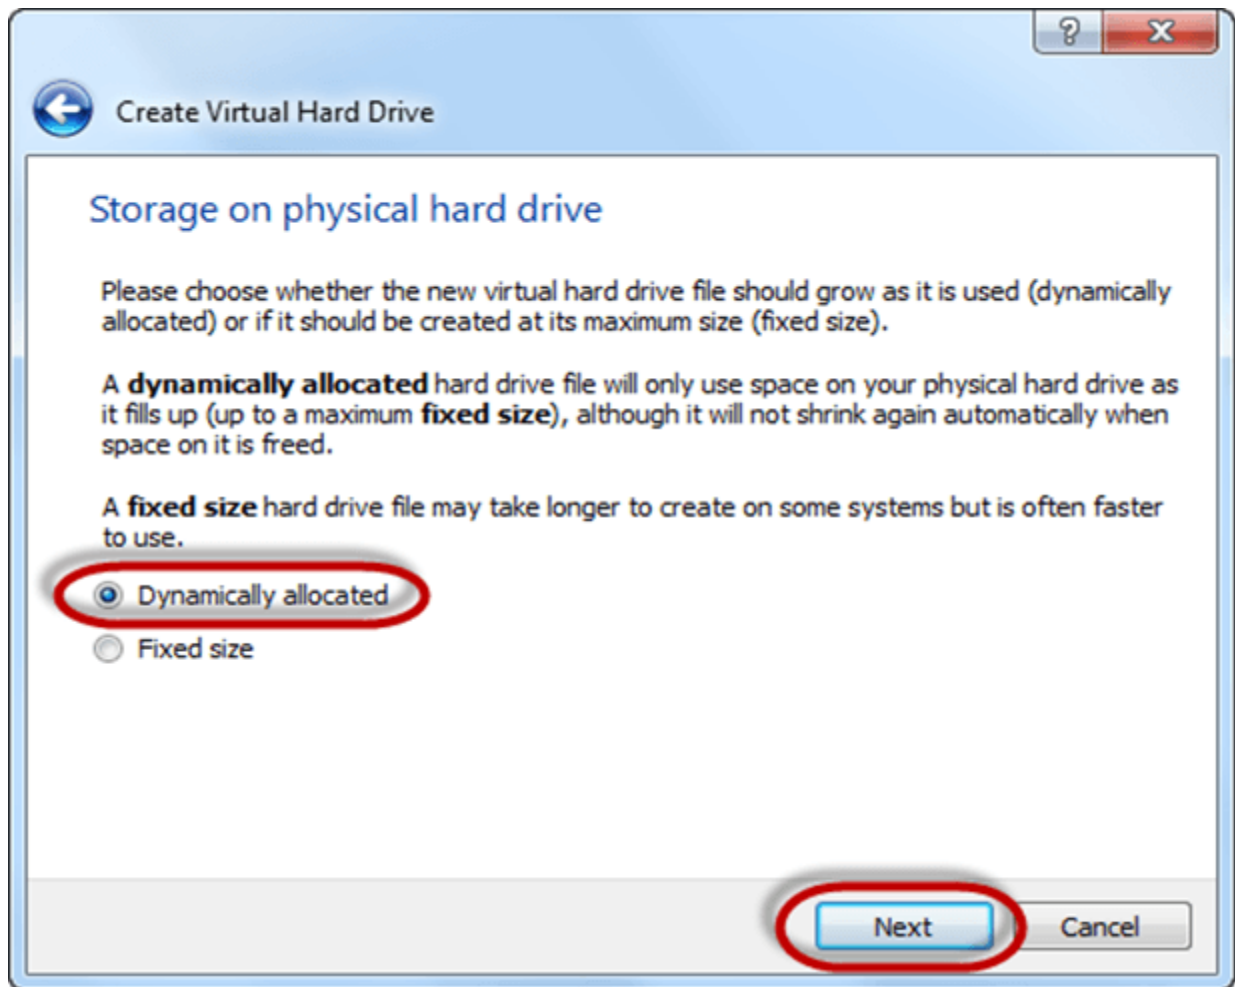 Create Virtual Hard Drive
Storage on physical hard drive
Please choose whether the new virtual hard drive file should grow as it is used (dynamically
allocated) or if it should be created at its maximum size (fixed size).
A dynamically allocated hard drive file will only use space on your physical hard drive as
it fills up (up to a maximum fixed size), although it will not shrink again automatically when
space on it is freed.
A fixed size hard drive file may take longer to create on some systems but is often faster
to use.
Dynamically allocated
Fixed size
Next
Cancel